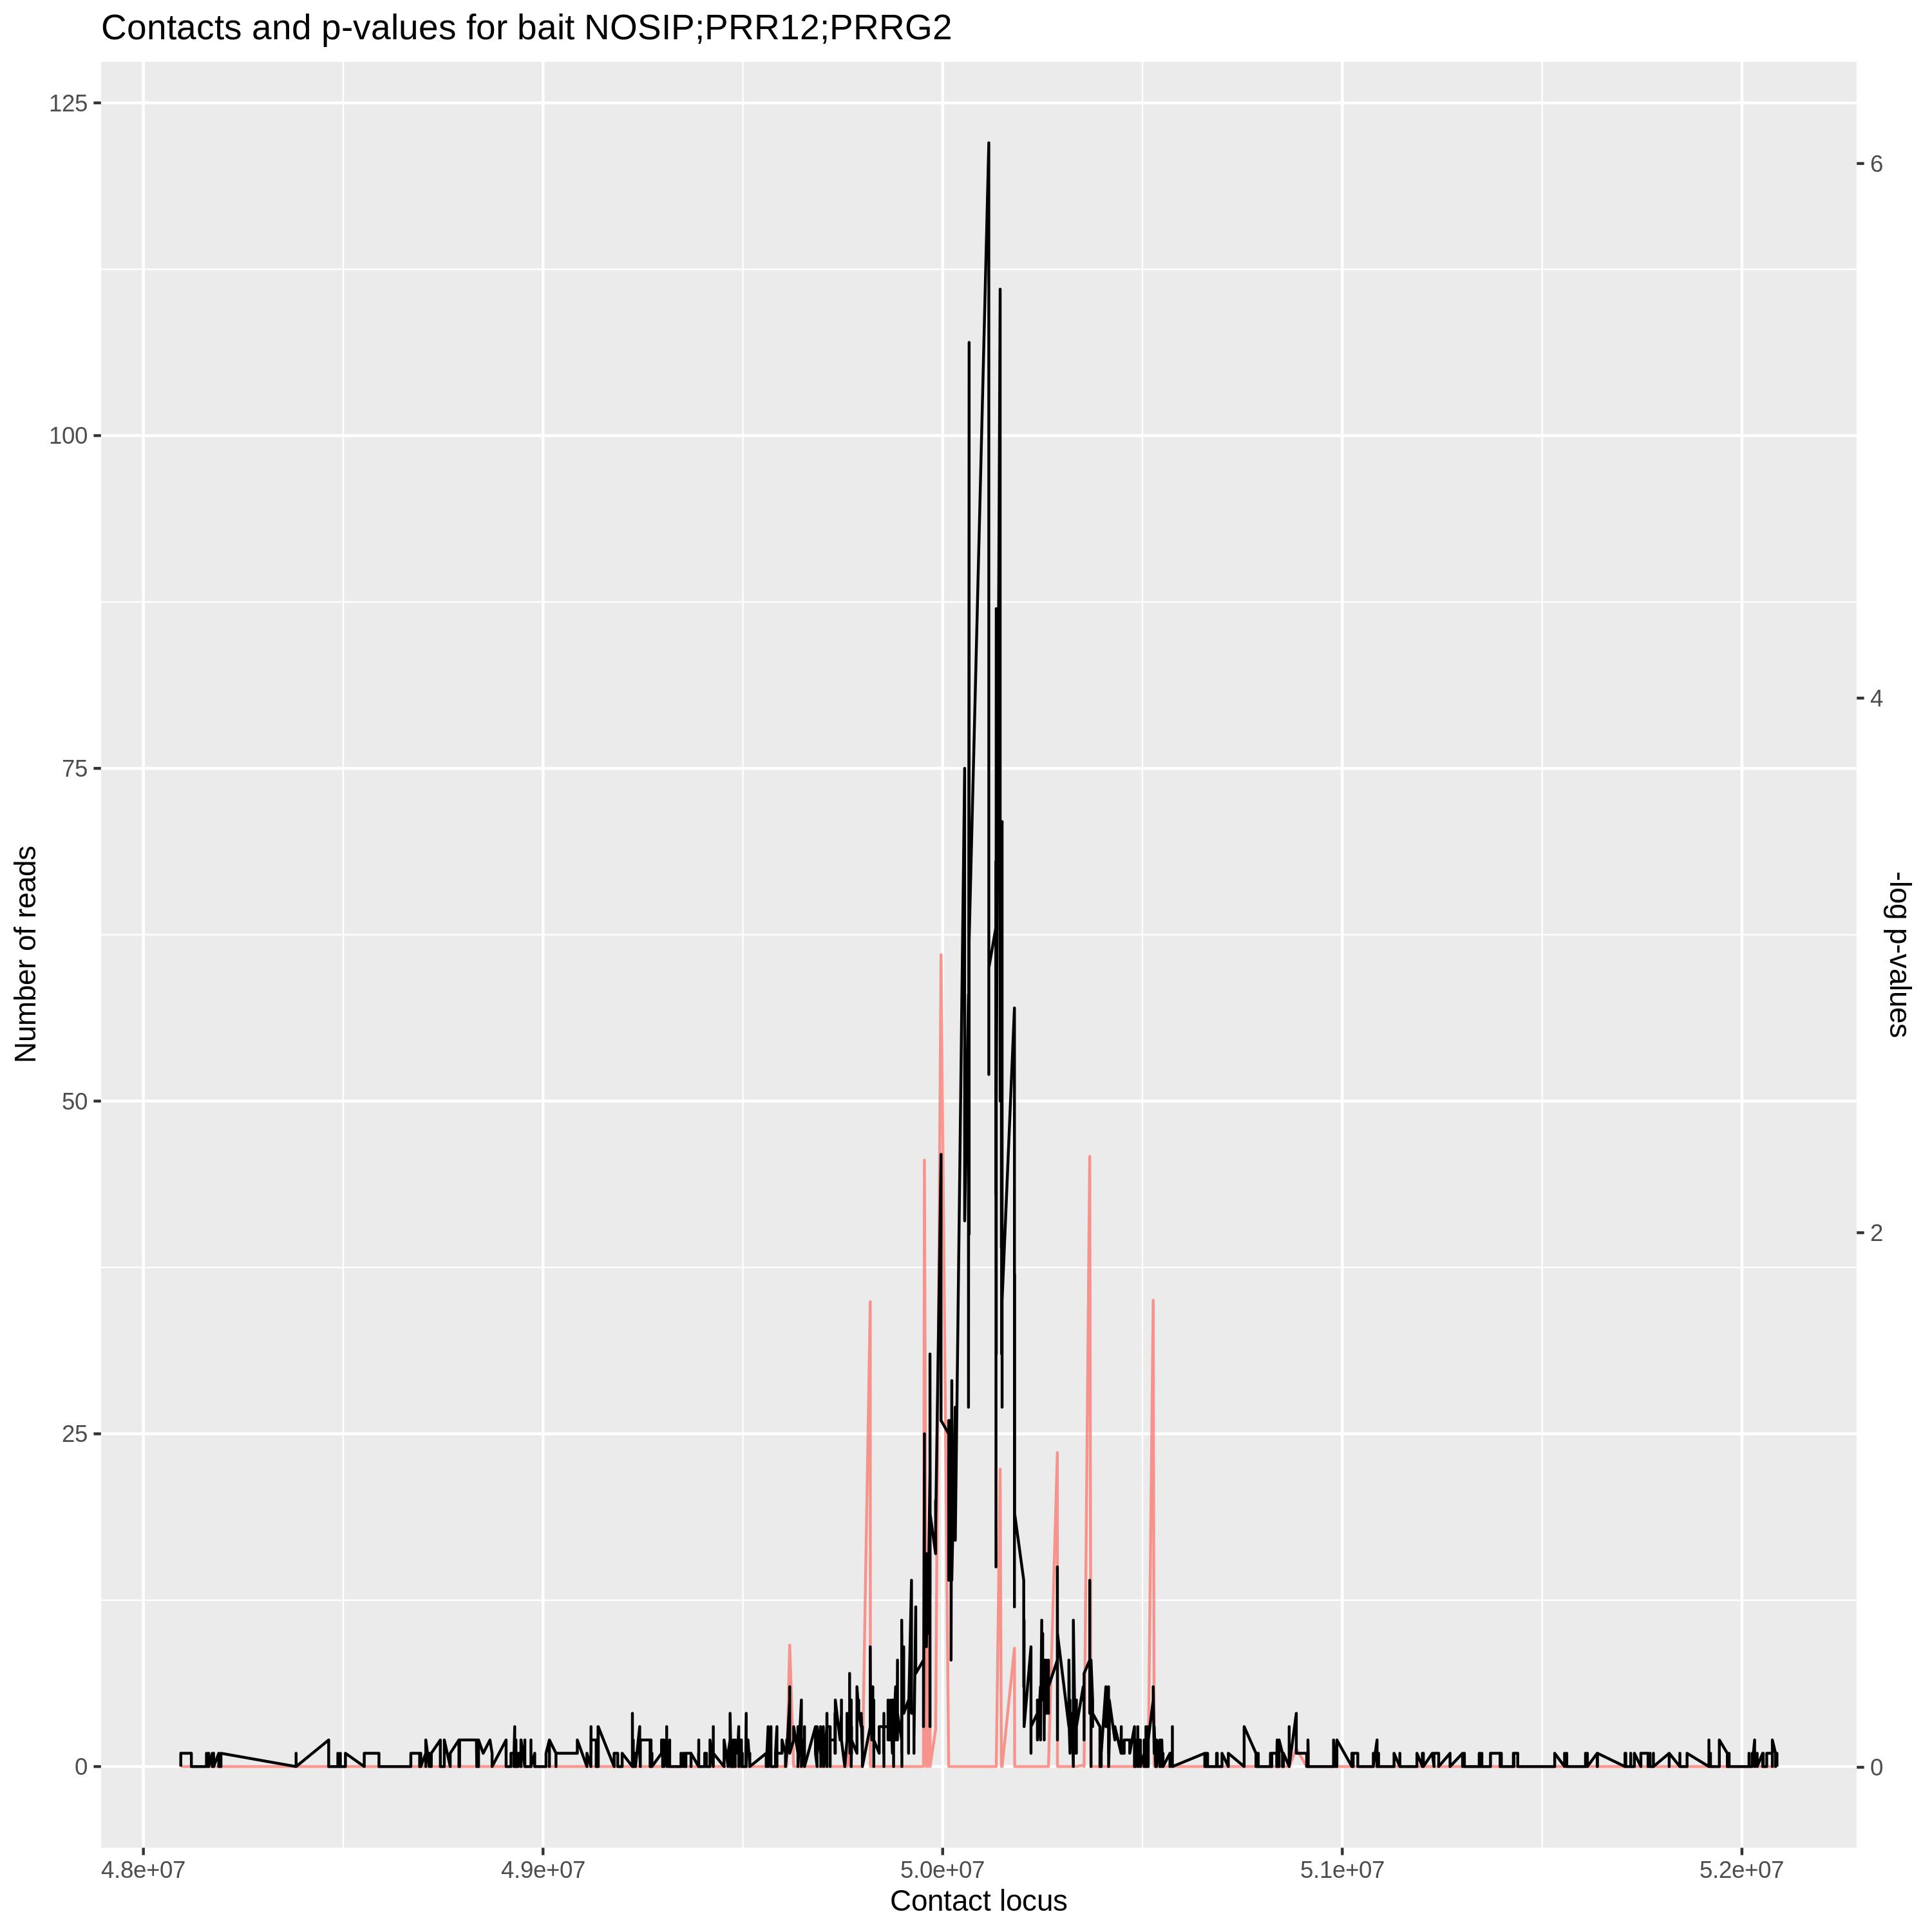 Contacts and p-values for bait NOSIP;PRR12;PRRG2
125
100
75
50
25
0
Number of reads
6
4
2
0
-log p-values
4.8e+07
4.9e+07
5.0e+07
5.1e+07
5.2e+07
Contact locus